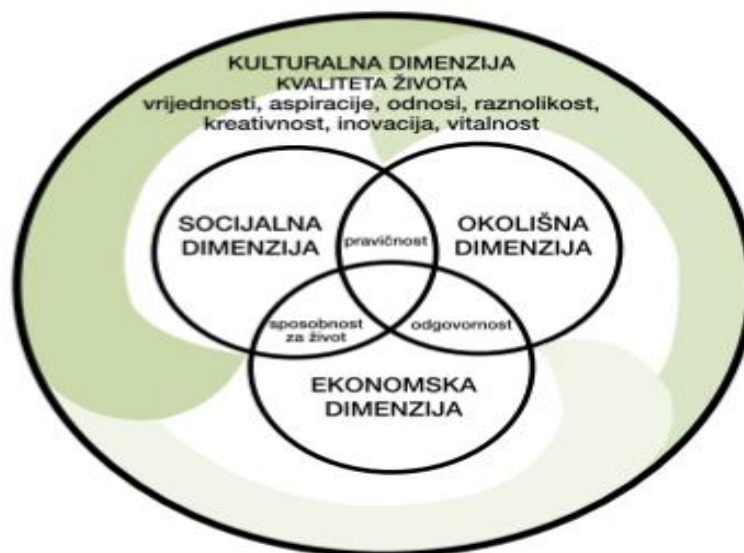 KULTURALNA DIMENZIJA
KVALITETA ŽIVOTA
vrijednosti, aspiracije, odnosi, raznolikost,
kreativnost, inovacija, vitalnost
SOCIJALNA
DIMENZIJA
pravičnost
OKOLIŠNA
DIMENZIJA
sposobnost
za život
odgovornost
EKONOMSKA
DIMENZIJA